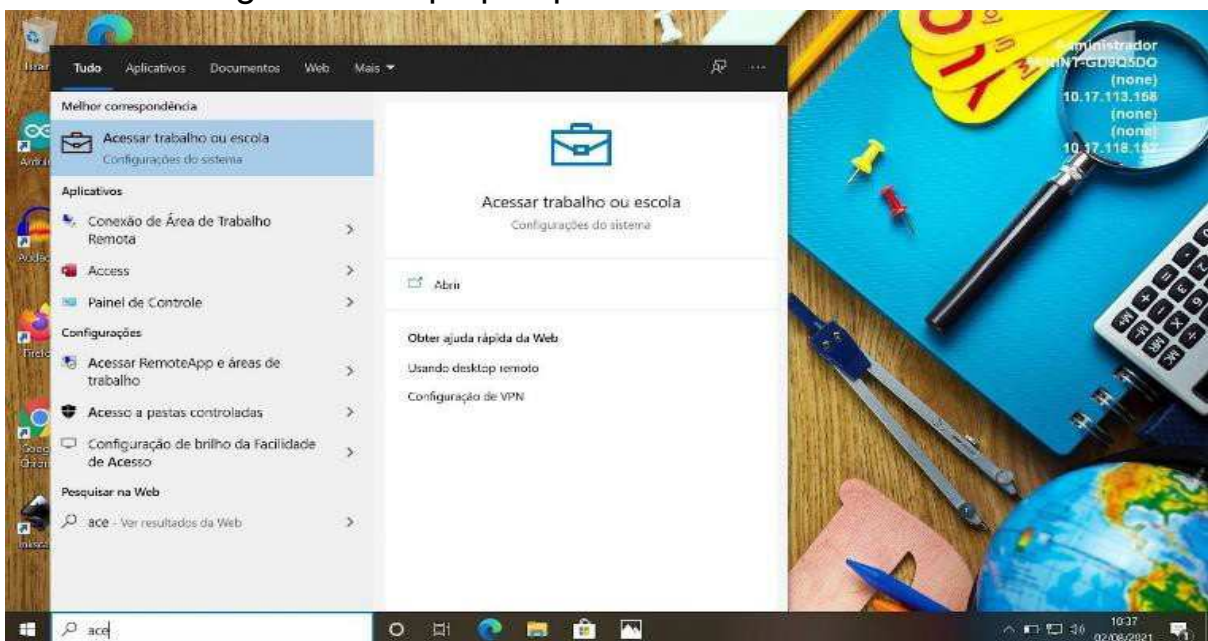 Tudo Aplicativos Documentos Web Mais
Melhor correspondência
Acessar trabalho ou escola
Configurações do sistema
Aplicativos
Conexão de Área de Trabalho
Remota
Access
Painel de Controle
Configurações
Acessar RemoteApp e áreas de
trabalho
Acesso a pastas controladas
Configuração de brilho da Facilidade
de Acesso
Pesquisar na Web
ace - Ver resultados da Web
Acessar trabalho ou escola
Configurações do sistema
Abrir
Obter ajuda rápida da Web
Usando desktop remoto
Configuração de VPN
Administrador
(none)
10.17.113.168
(none)
(none)
ace
10:37
02/08/2021